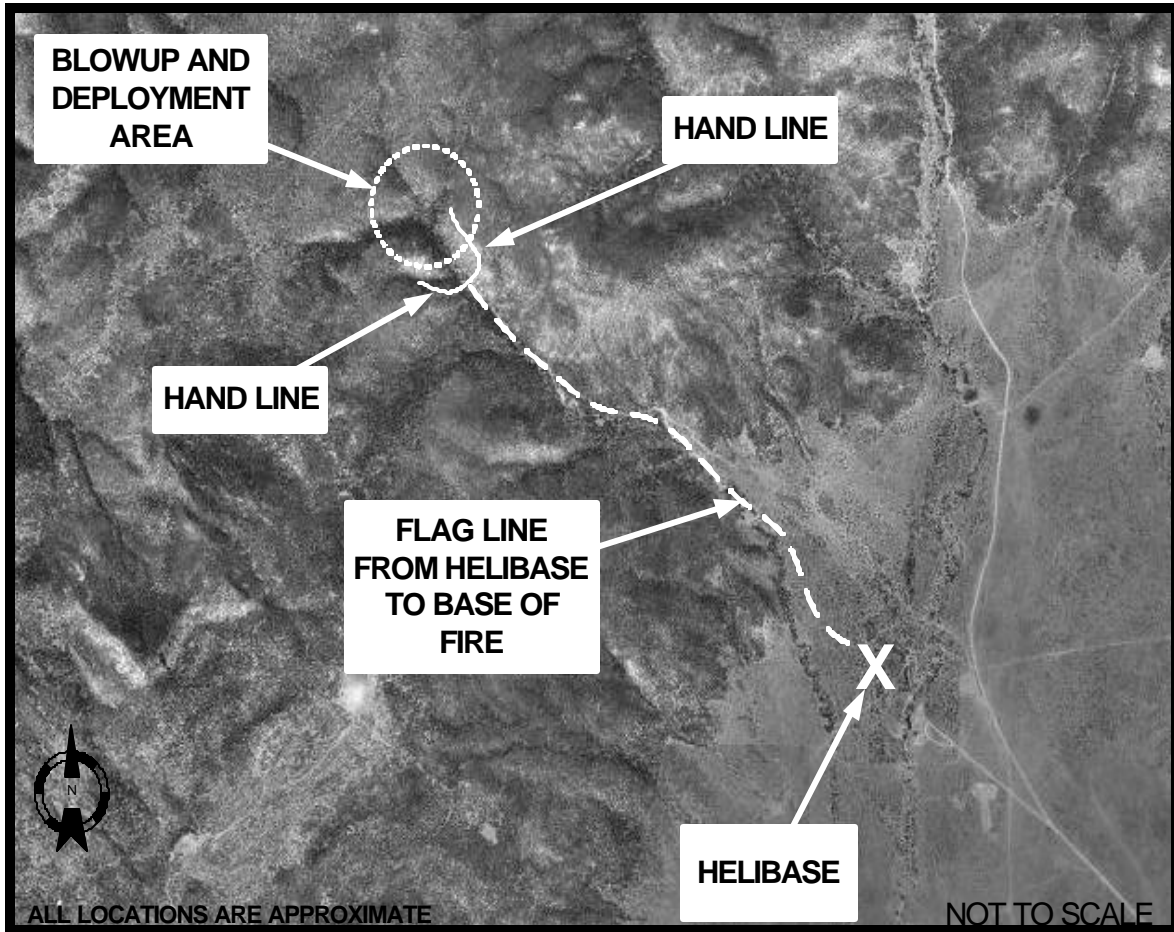 BLOWUP AND
DEPLOYMENT
AREA
HAND LINE
HAND LINE
FLAG LINE
FROM HELIBASE
TO BASE OF
FIRE
X
HELIBASE
N
ALL LOCATIONS ARE APPROXIMATE
NOT TO SCALE